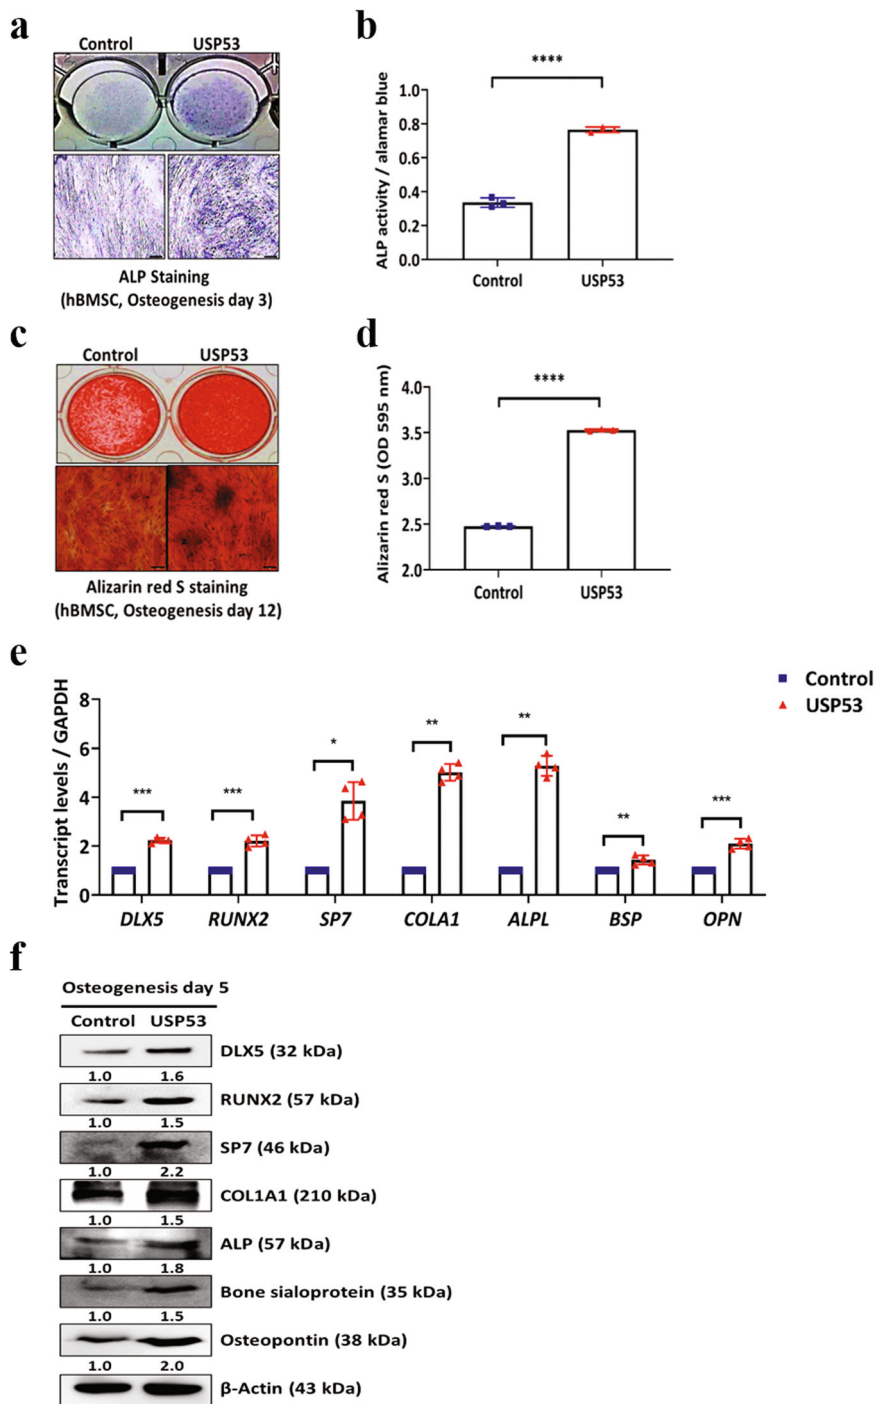 a
Control USP53
ALP Staining
(hBMSC, Osteogenesis day 3)
b
****
ALP activity / alamar blue
1.0
0.8
0.6
0.4
0.2
0.0
Control USP53
c
Control USP53
Alizarin red S staining
(hBMSC, Osteogenesis day 12)
d
****
Alizarin red S (OD 595 nm)
4.0
3.5
3.0
2.5
2.0
Control USP53
e
Control
USP53
Transcript levels / GAPDH
8
6
4
2
0
*** *** * ** ** ** ***
DLX5 RUNX2 SP7 COLA1 ALPL BSP OPN
f
Osteogenesis day 5
Control USP53
DLX5 (32 kDa)
1.0 1.6
RUNX2 (57 kDa)
1.0 1.5
SP7 (46 kDa)
1.0 2.2
COL1A1 (210 kDa)
1.0 1.5
ALP (57 kDa)
1.0 1.8
Bone sialoprotein (35 kDa)
1.0 1.5
Osteopontin (38 kDa)
1.0 2.0
β-Actin (43 kDa)